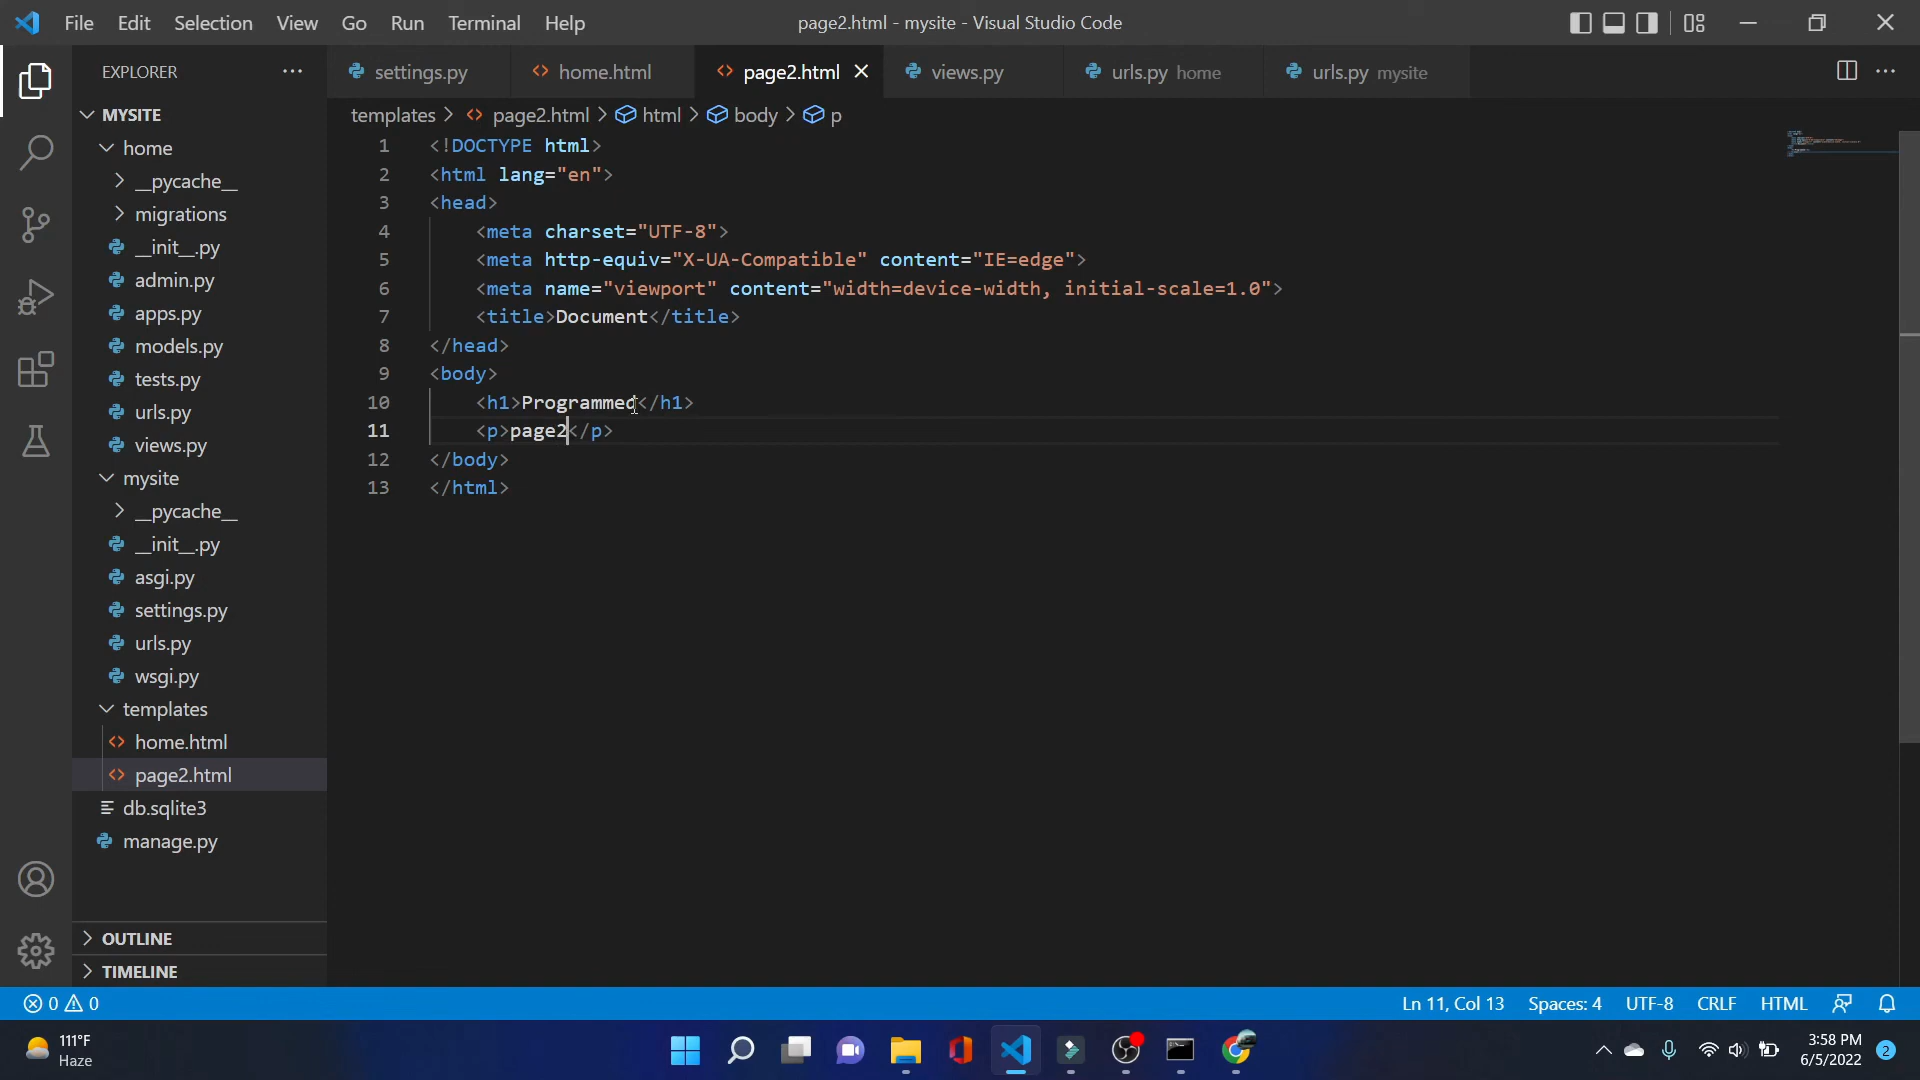 File Edit Selection View Go Run Terminal Help
page2.html - mysite - Visual Studio Code
EXPLORER
settings.py
home.html
page2.html
views.py
urls.py home
urls.py mysite
templates > page2.html > html > body > p
MYSITE
home
__pycache__
migrations
__init__.py
admin.py
apps.py
models.py
tests.py
urls.py
views.py
mysite
__pycache__
__init__.py
asgi.py
settings.py
urls.py
wsgi.py
templates
home.html
page2.html
db.sqlite3
manage.py
OUTLINE
TIMELINE
1 <!DOCTYPE html>
2 <html lang="en">
3 <head>
4 <meta charset="UTF-8">
5 <meta http-equiv="X-UA-Compatible" content="IE=edge">
6 <meta name="viewport" content="width=device-width, initial-scale=1.0">
7 <title>Document</title>
8 </head>
9 <body>
10 <h1>Programmed</h1>
11 <p>page2</p>
12 </body>
13 </html>
0 0
Ln 11, Col 13 Spaces: 4 UTF-8 CRLF HTML
111°F
Haze
3:58 PM
6/5/2022
2